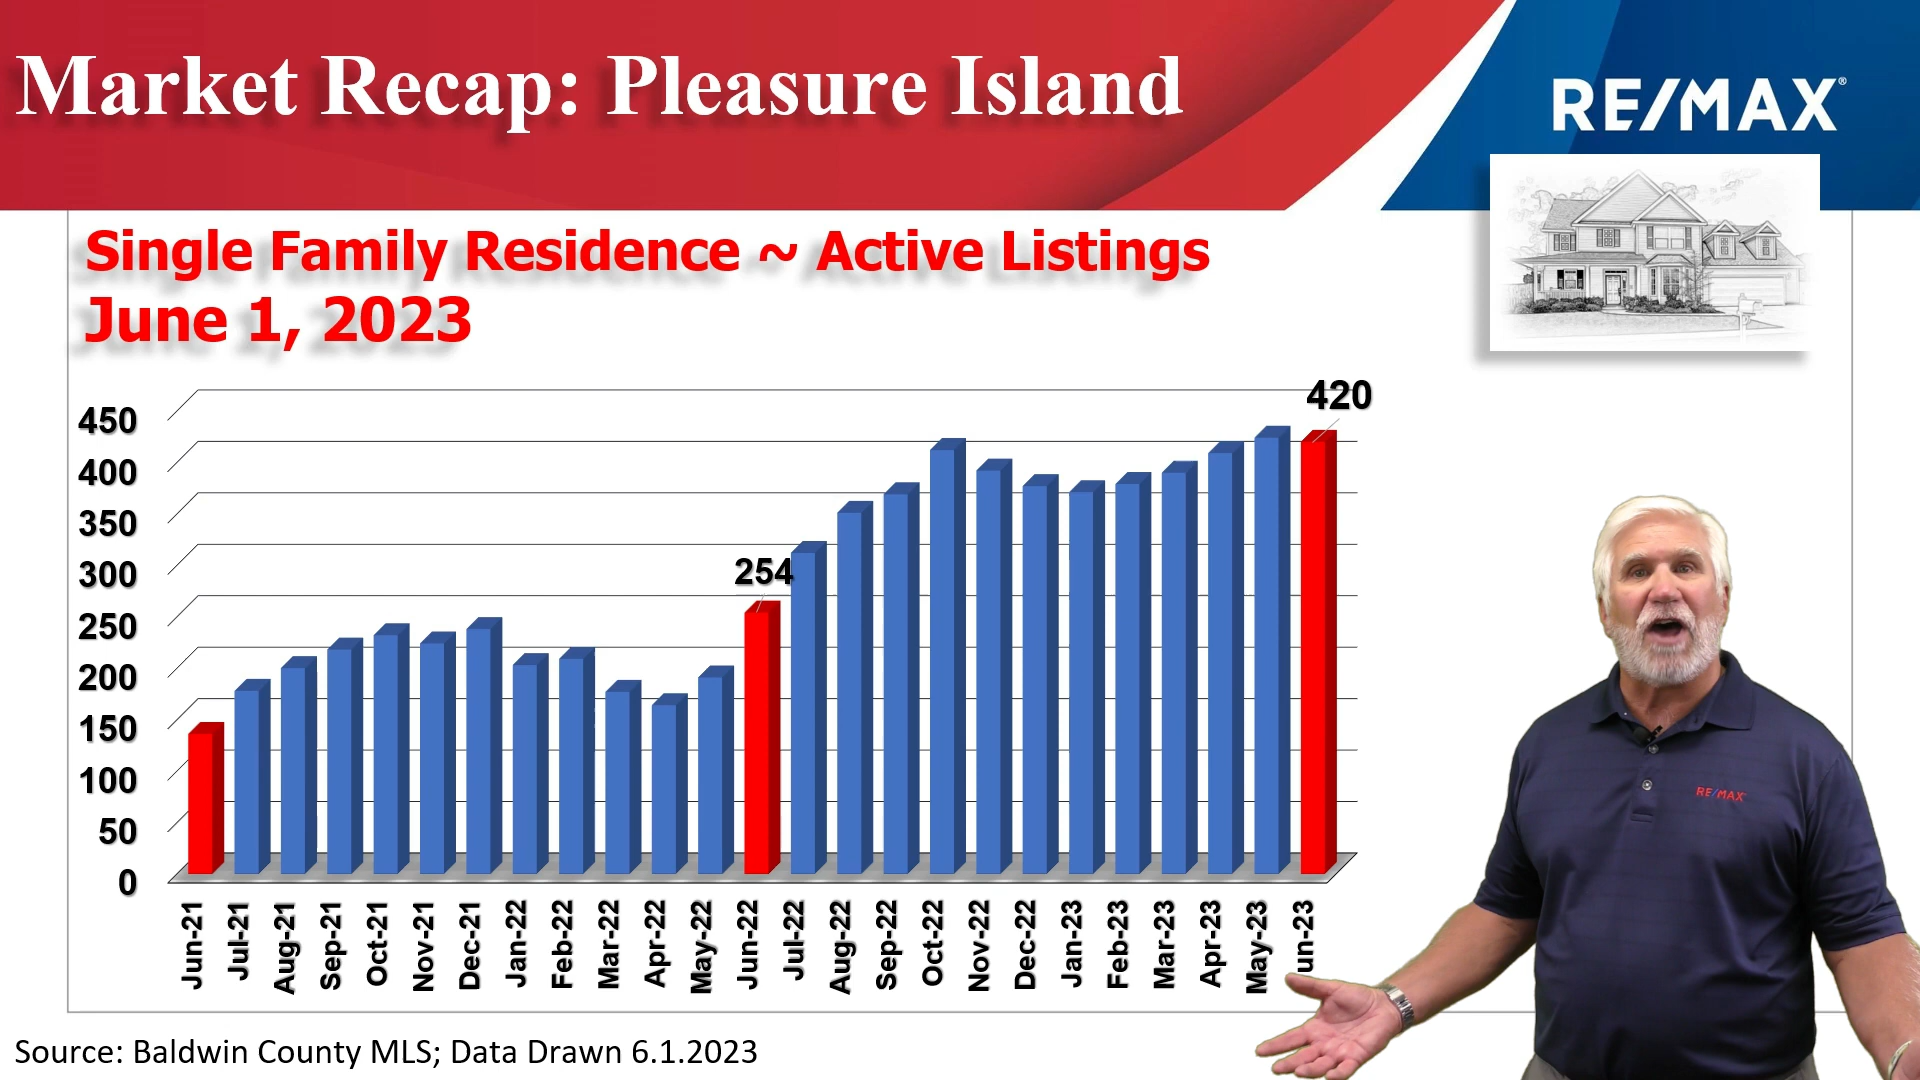 Market Recap: Pleasure Island
RE/MAX®
Single Family Residence ~ Active Listings
June 1, 2023
420
450
400
350
300
254
250
200
150
100
50
0
Jun-21
Jul-21
Aug-21
Sep-21
Oct-21
Nov-21
Dec-21
Jan-22
Feb-22
Mar-22
Apr-22
May-22
Jun-22
Jul-22
Aug-22
Sep-22
Oct-22
Nov-22
Dec-22
Jan-23
Feb-23
Mar-23
Apr-23
May-23
un-23
RE/MAX
Source: Baldwin County MLS; Data Drawn 6.1.2023